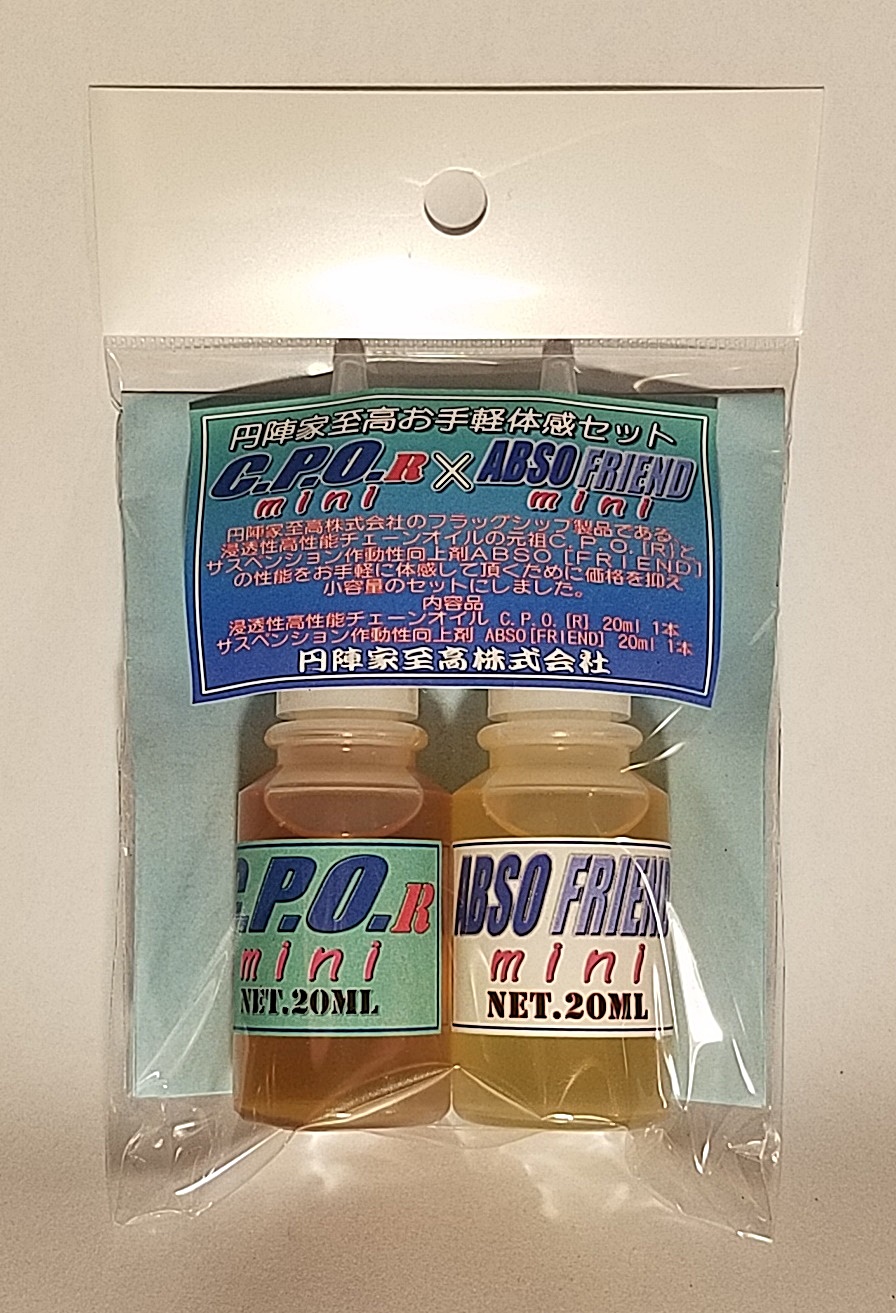 円陣家至高お手軽体感セット
C.P.O.R × ABSO FRIEND
mini mini
円陣家至高株式会社のフラッグシップ製品である、
浸透性高性能チェーンオイルの元祖C.P.O.[R]と
サスペンション作動性向上剤ABSO[FRIEND]
の性能をお手軽に体感して頂くために価格を抑え
小容量のセットにしました。
内容品
浸透性高性能チェーンオイル C.P.O.[R] 20ml 1本
サスペンション作動性向上剤 ABSO[FRIEND] 20ml 1本
円陣家至高株式会社
C.P.O.R
mini
NET.20ML
ABSO FRIEND
mini
NET.20ML